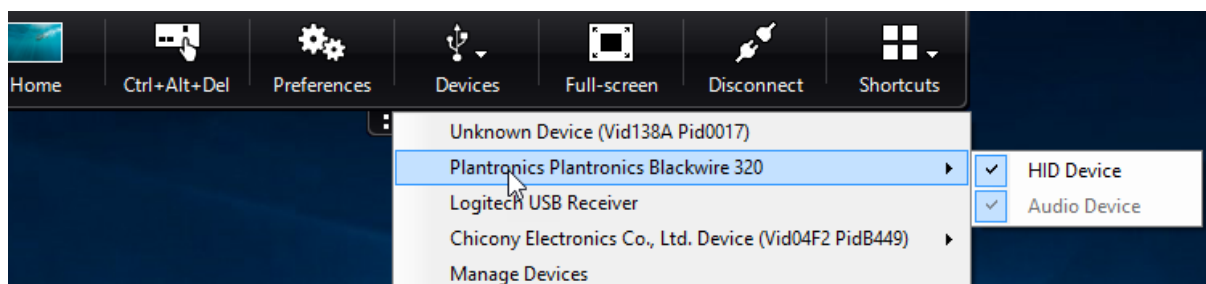 Home Ctrl+Alt+Del Preferences Devices Full-screen Disconnect Shortcuts
Unknown Device (Vid138A Pid0017)
Plantronics Plantronics Blackwire 320
HID Device
Logitech USB Receiver
Audio Device
Chicony Electronics Co., Ltd. Device (Vid04F2 PidB449)
Manage Devices